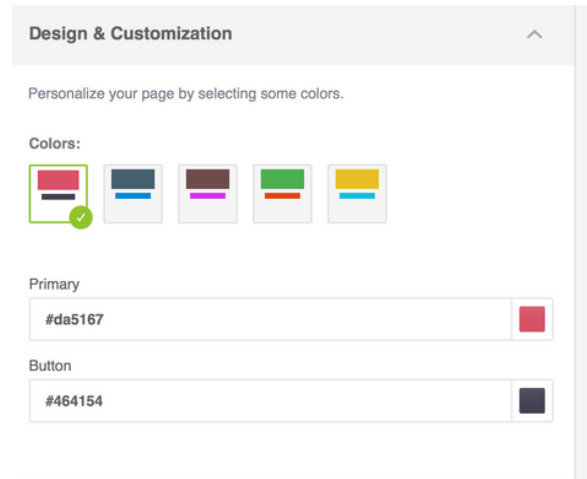 Design & Customization
Personalize your page by selecting some colors.
Colors:
Primary
#da5167
Button
#464154